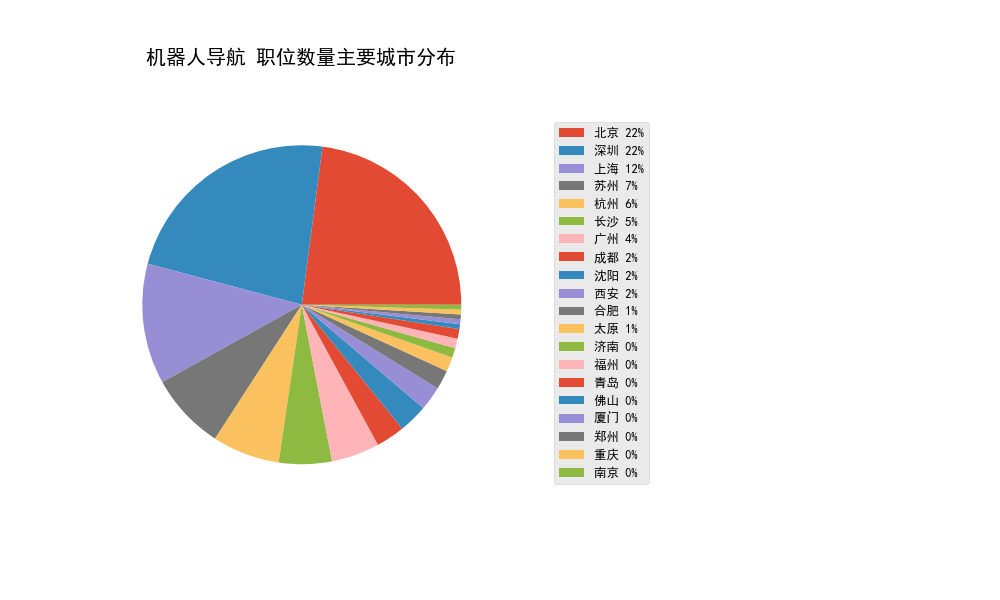 机器人导航 职位数量主要城市分布
北京 22%
深圳 22%
上海 12%
苏州 7%
杭州 6%
长沙 5%
广州 4%
成都 2%
沈阳 2%
西安 2%
合肥 1%
太原 1%
济南 0%
福州 0%
青岛 0%
佛山 0%
厦门 0%
郑州 0%
重庆 0%
南京 0%